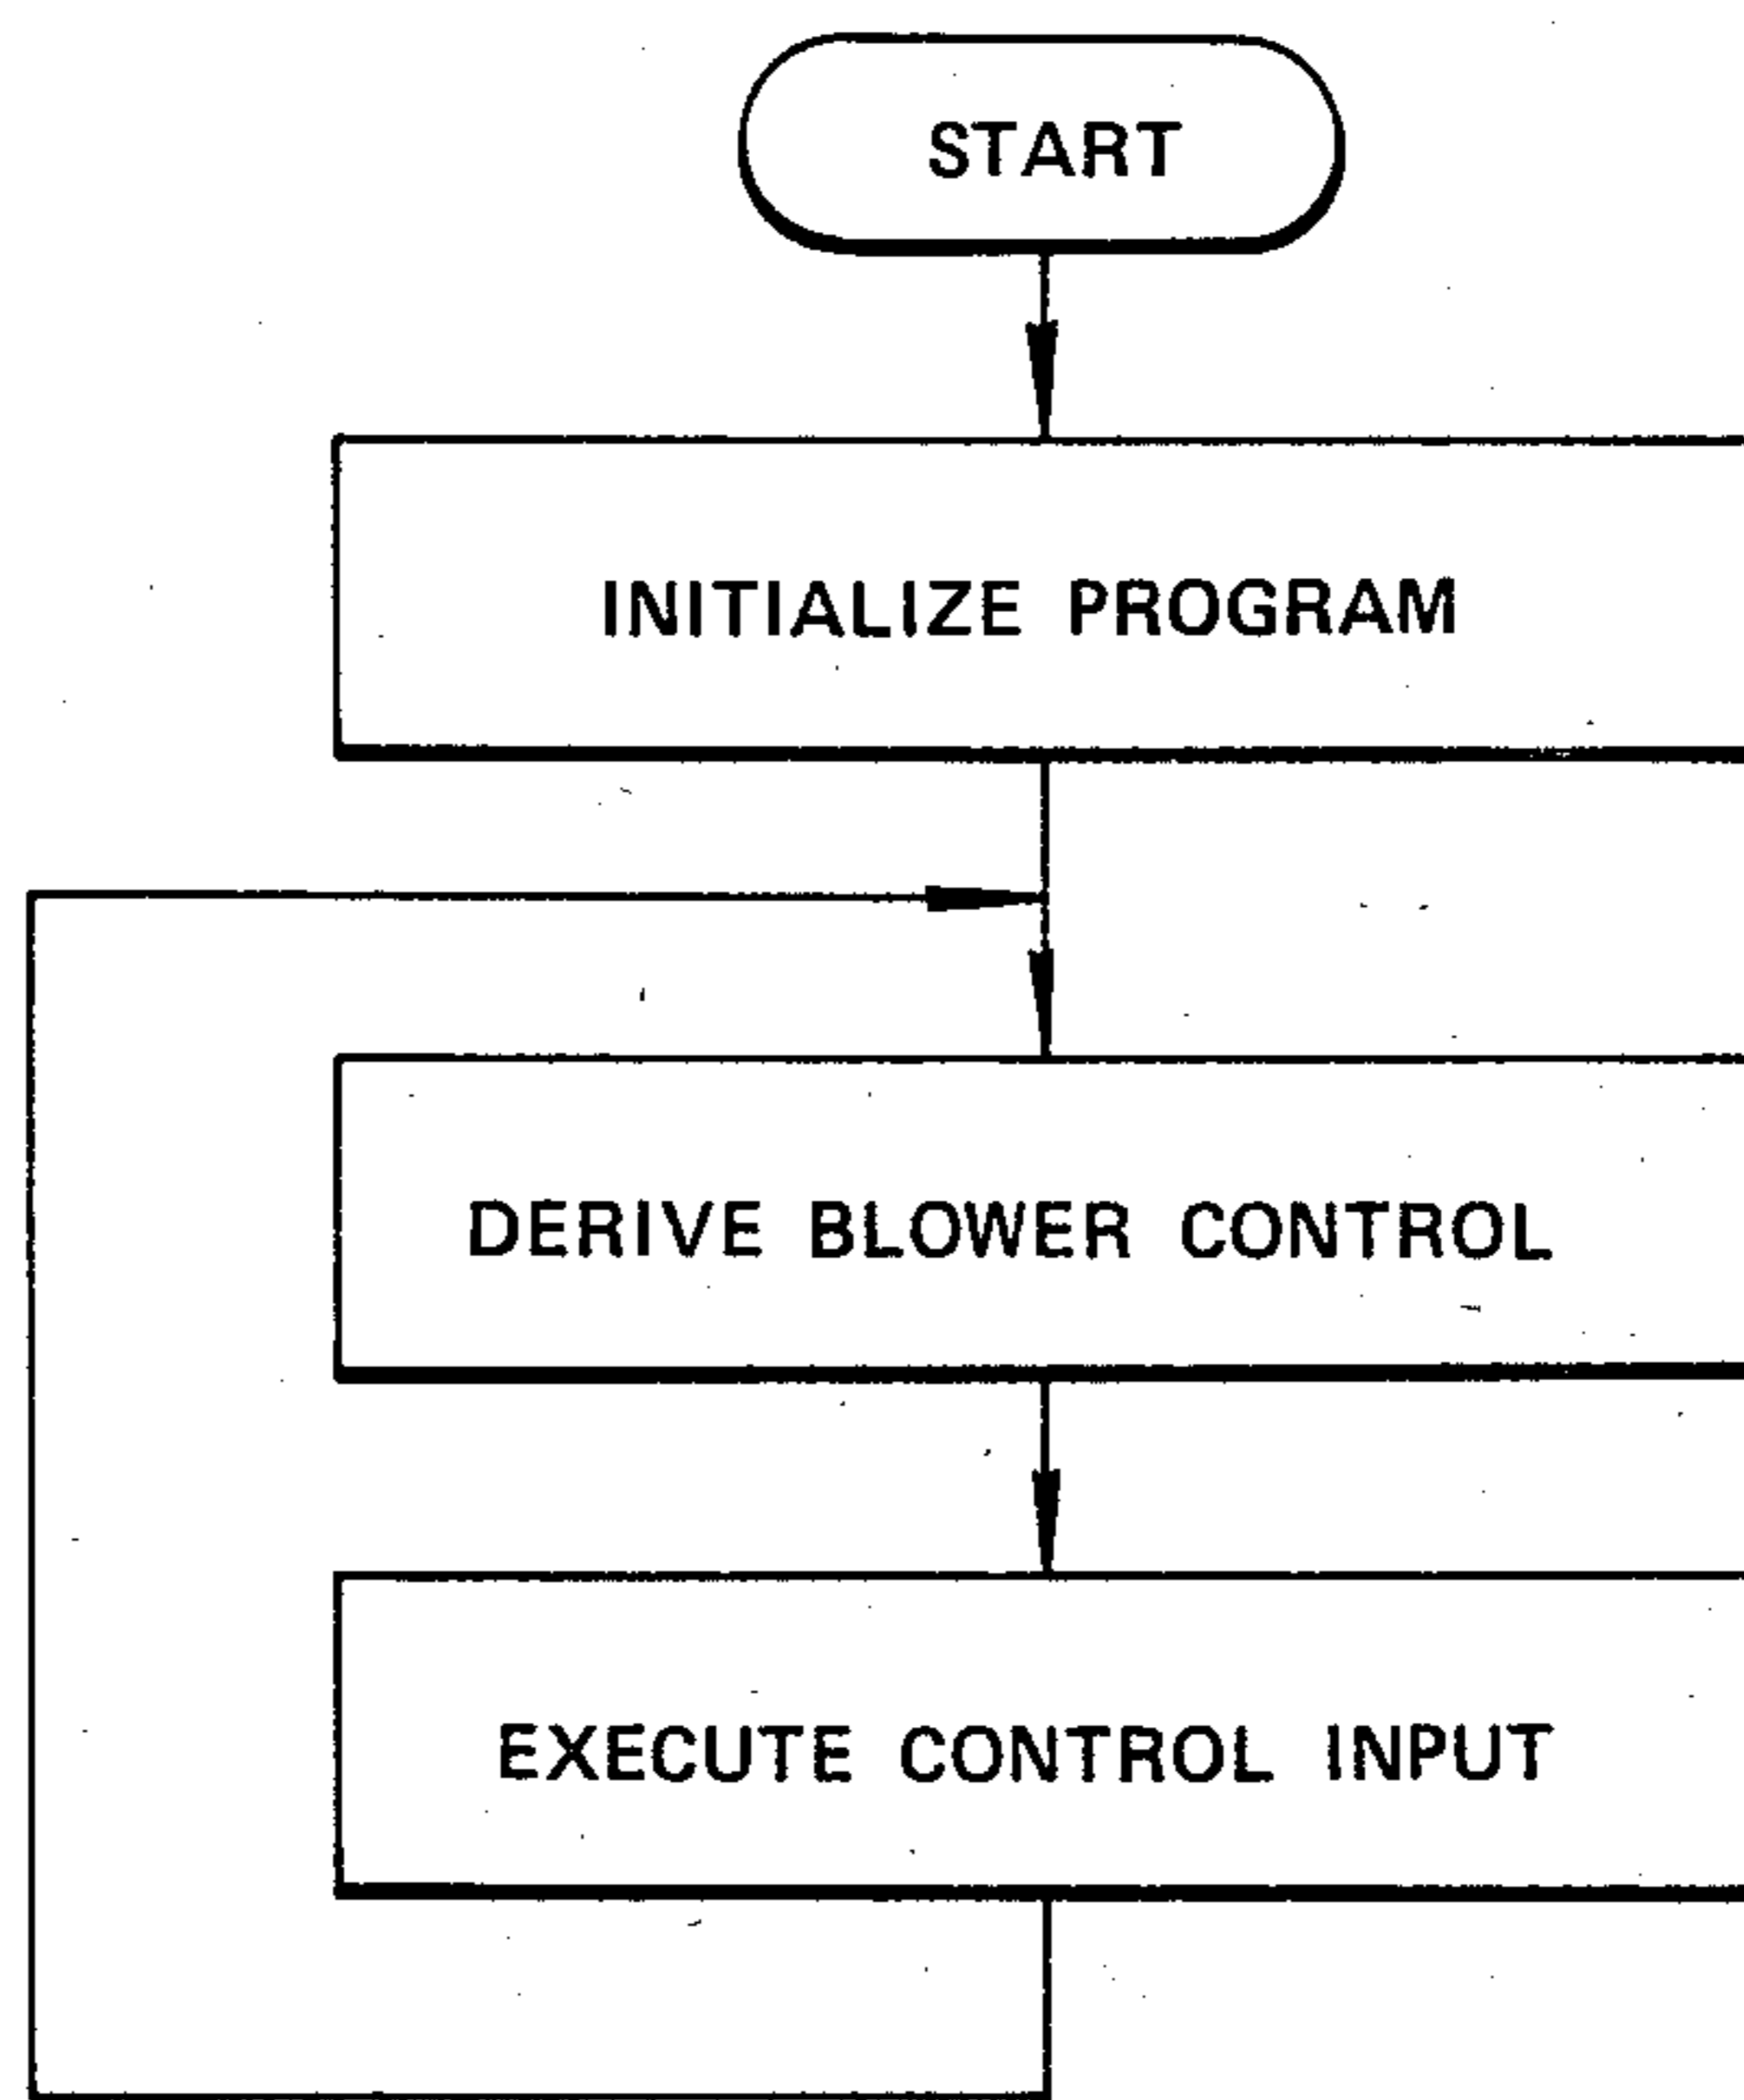 START
INITIALIZE PROGRAM
DERIVE BLOWER CONTROL
EXECUTE CONTROL INPUT